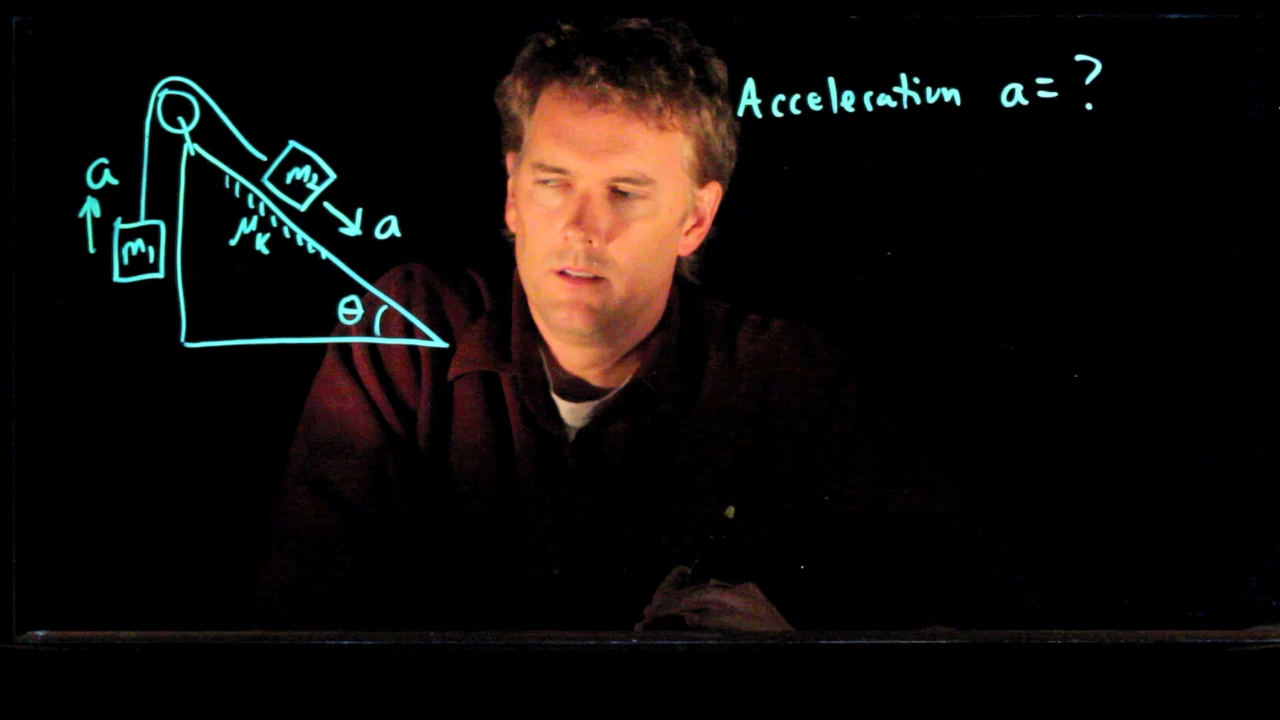 Acceleration a = ?
a
m₁
m₂
a
μₖ
θ